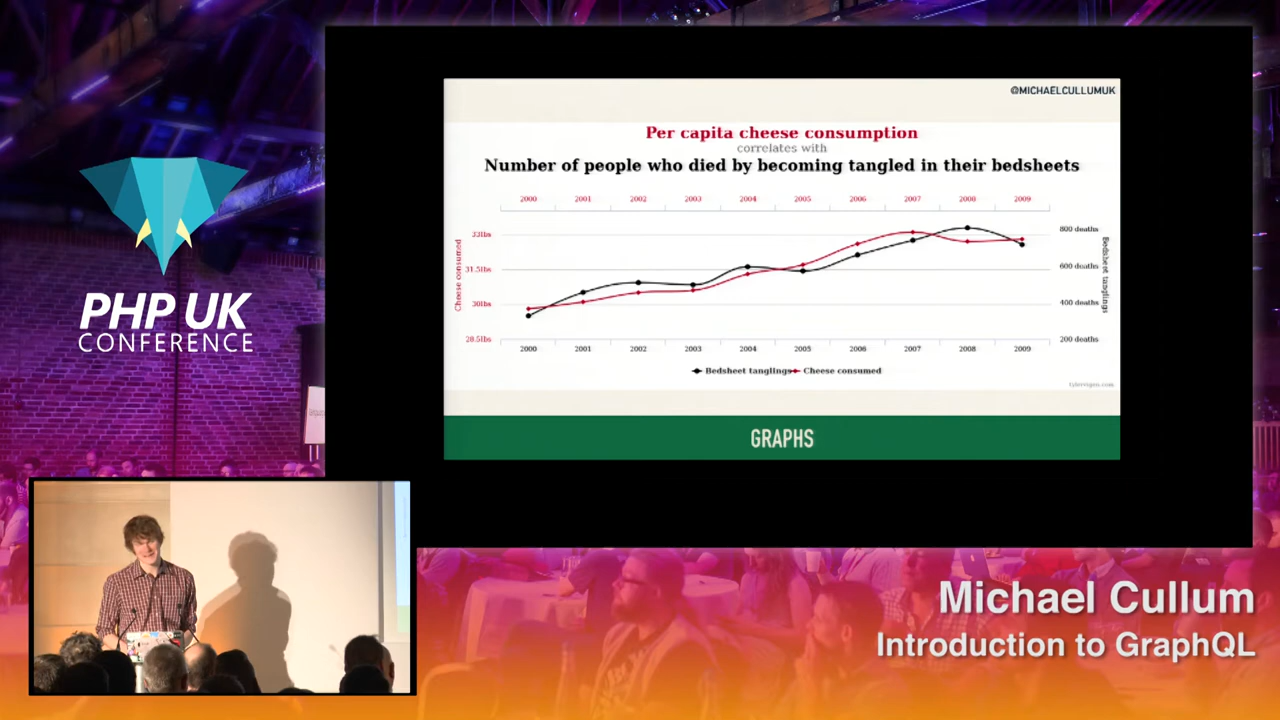 PHP UK
CONFERENCE
@MICHAELCULLUMUK
Per capita cheese consumption
correlates with
Number of people who died by becoming tangled in their bedsheets
2000 2001 2002 2003 2004 2005 2006 2007 2008 2009
Cheese consumed
33lbs
31.5lbs
30lbs
28.5lbs
800 deaths
600 deaths
400 deaths
200 deaths
Bedsheet tanglings
2000 2001 2002 2003 2004 2005 2006 2007 2008 2009
Bedsheet tanglings Cheese consumed
tylervigen.com
GRAPHS
Michael Cullum
Introduction to GraphQL